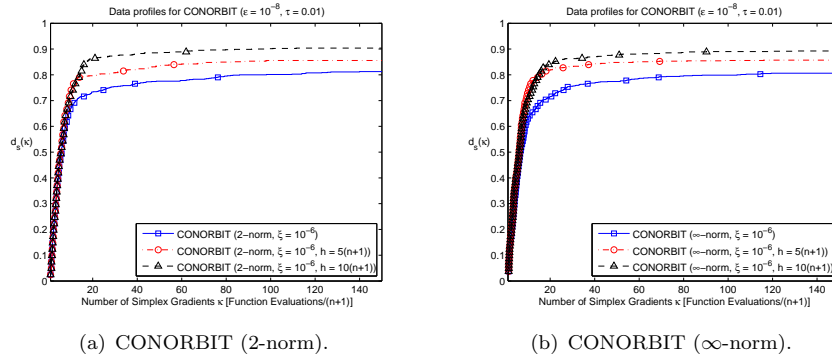 Data profiles for CONORBIT (ε = 10⁻⁸, τ = 0.01)
1
0.9
0.8
0.7
0.6
0.5
0.4
0.3
0.2
0.1
0
d_s(κ)
CONORBIT (2-norm, ξ = 10⁻⁶)
CONORBIT (2-norm, ξ = 10⁻⁶, h = 5(n+1))
CONORBIT (2-norm, ξ = 10⁻⁶, h = 10(n+1))
20 40 60 80 100 120 140
Number of Simplex Gradients κ [Function Evaluations/(n+1)]
(a) CONORBIT (2-norm).
Data profiles for CONORBIT (ε = 10⁻⁸, τ = 0.01)
1
0.9
0.8
0.7
0.6
0.5
0.4
0.3
0.2
0.1
0
d_s(κ)
CONORBIT (∞-norm, ξ = 10⁻⁶)
CONORBIT (∞-norm, ξ = 10⁻⁶, h = 5(n+1))
CONORBIT (∞-norm, ξ = 10⁻⁶, h = 10(n+1))
20 40 60 80 100 120 140
Number of Simplex Gradients κ [Function Evaluations/(n+1)]
(b) CONORBIT (∞-norm).